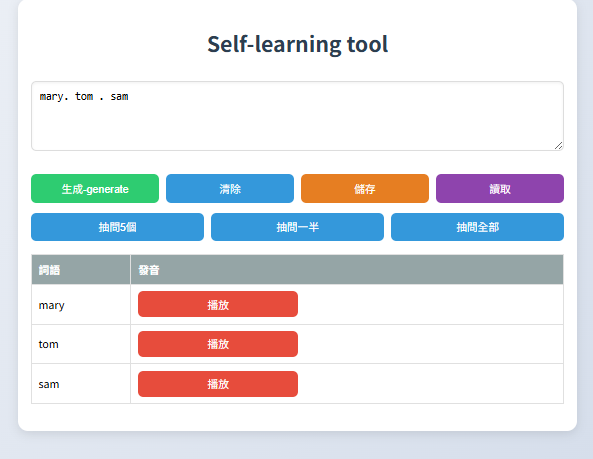 Self-learning tool
mary. tom . sam
生成-generate 清除 儲存 讀取
抽問5個 抽問一半 抽問全部
詞語 發音
mary 播放
tom 播放
sam 播放